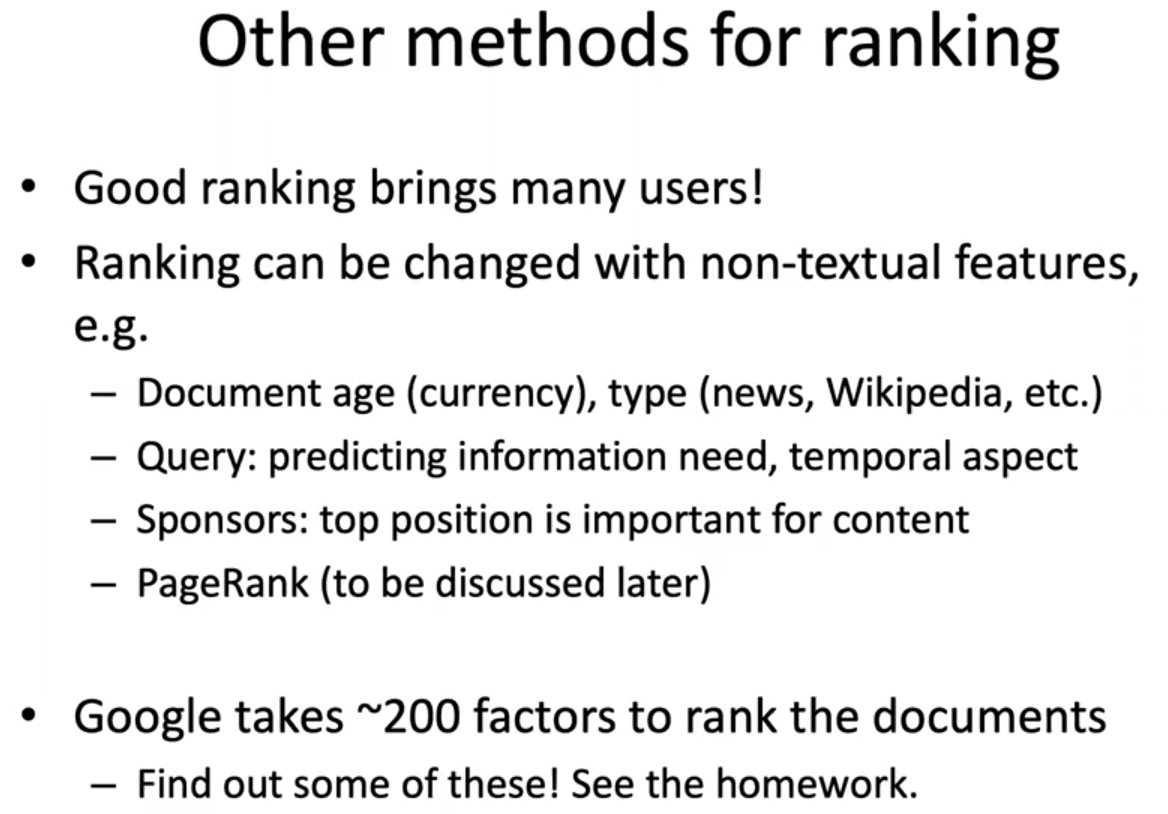 Other methods for ranking
• Good ranking brings many users!
• Ranking can be changed with non-textual features,
e.g.
– Document age (currency), type (news, Wikipedia, etc.)
– Query: predicting information need, temporal aspect
– Sponsors: top position is important for content
– PageRank (to be discussed later)
• Google takes ~200 factors to rank the documents
– Find out some of these! See the homework.